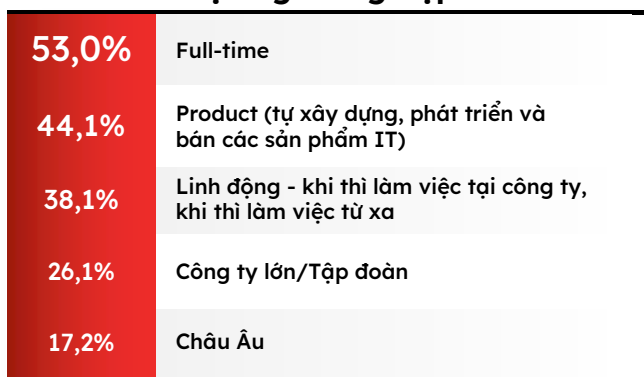 53,0% Full-time
44,1% Product (tự xây dựng, phát triển và
bán các sản phẩm IT)
38,1% Linh động - khi thì làm việc tại công ty,
khi thì làm việc từ xa
26,1% Công ty lớn/Tập đoàn
17,2% Châu Âu